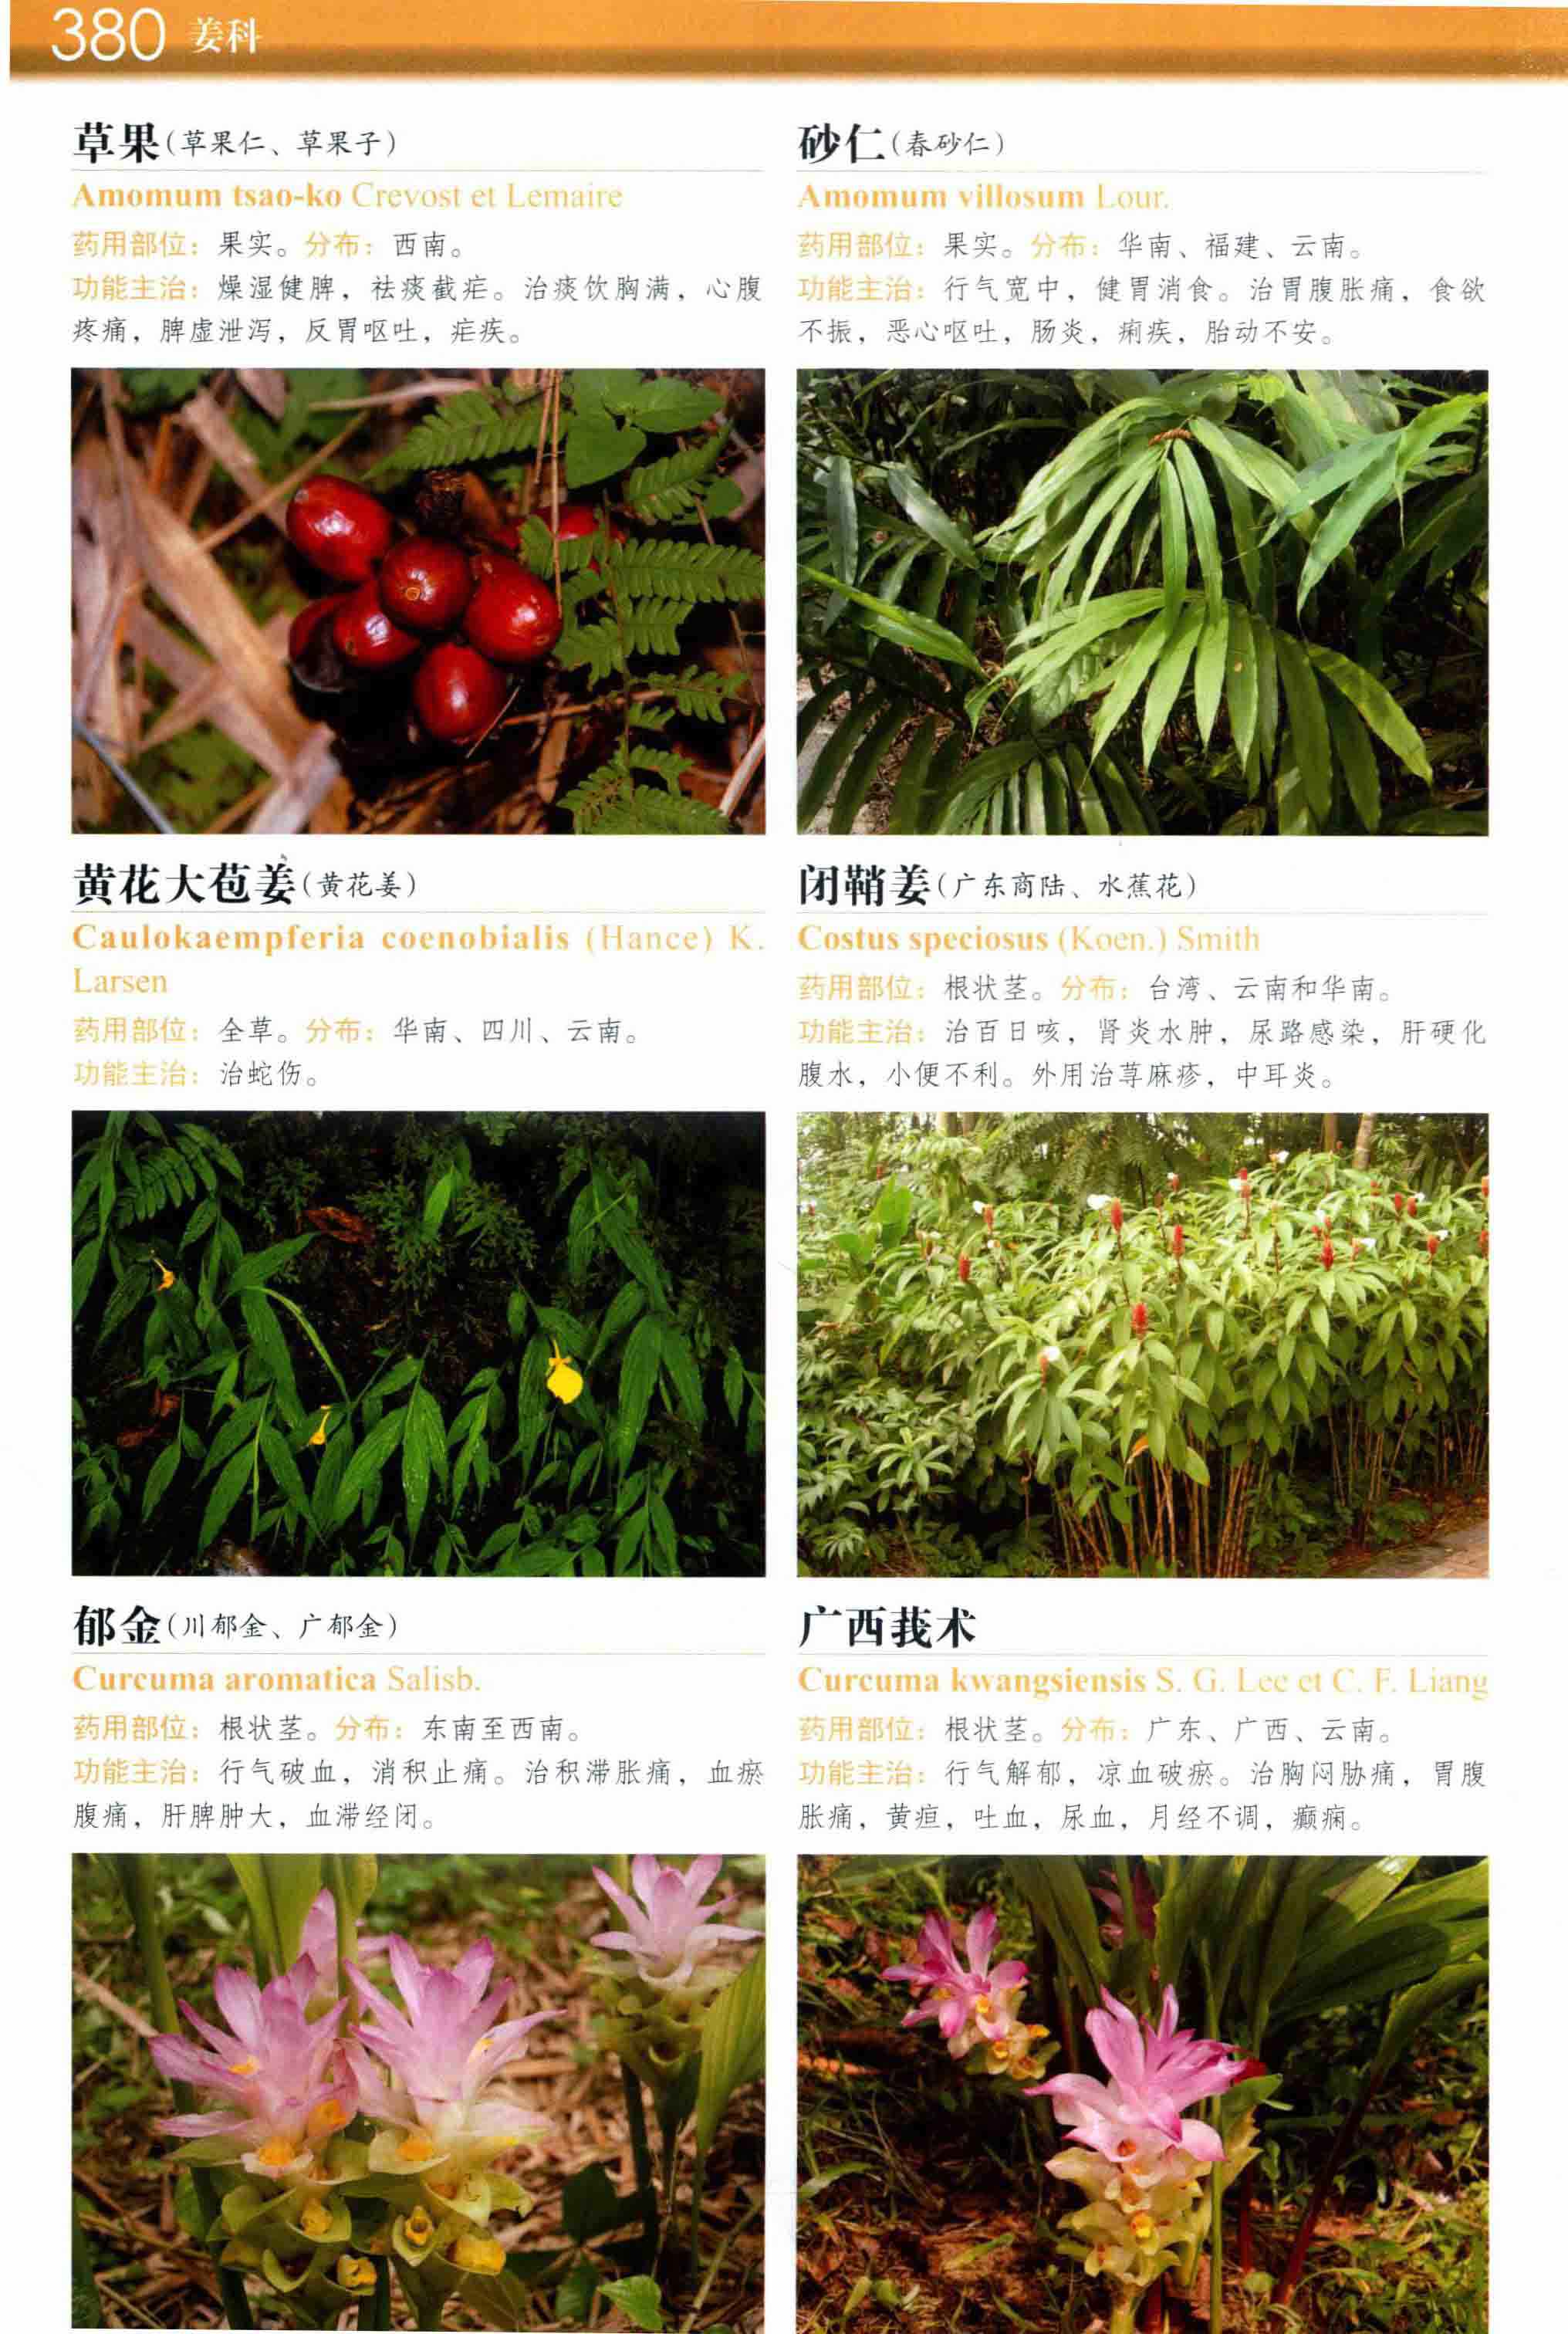 380 姜科
草果(草果仁、草果子)
Amomum tsao-ko Crevost et Lemaire
药用部位：果实。分布：西南。
功能主治：燥湿健脾，祛痰截疟。治痰饮胸满，心腹
疼痛，脾虚泄泻，反胃呕吐，疟疾。
砂仁(春砂仁)
Amomum villosum Lour.
药用部位：果实。分布：华南、福建、云南。
功能主治：行气宽中，健胃消食。治胃腹胀痛，食欲
不振，恶心呕吐，肠炎，痢疾，胎动不安。
黄花大苞姜(黄花姜)
Caulokaempferia coenobialis (Hance) K.
Larsen
药用部位：全草。分布：华南、四川、云南。
功能主治：治蛇伤。
闭鞘姜(广东商陆、水蕉花)
Costus speciosus (Koen.) Smith
药用部位：根状茎。分布：台湾、云南和华南。
功能主治：治百日咳，肾炎水肿，尿路感染，肝硬化
腹水，小便不利。外用治荨麻疹，中耳炎。
郁金(川郁金、广郁金)
Curcuma aromatica Salisb.
药用部位：根状茎。分布：东南至西南。
功能主治：行气破血，消积止痛。治积滞胀痛，血瘀
腹痛，肝脾肿大，血滞经闭。
广西莪术
Curcuma kwangsiensis S. G. Lee et C. F. Liang
药用部位：根状茎。分布：广东、广西、云南。
功能主治：行气解郁，凉血破瘀。治胸闷胁痛，胃腹
胀痛，黄疸，吐血，尿血，月经不调，癫痫。